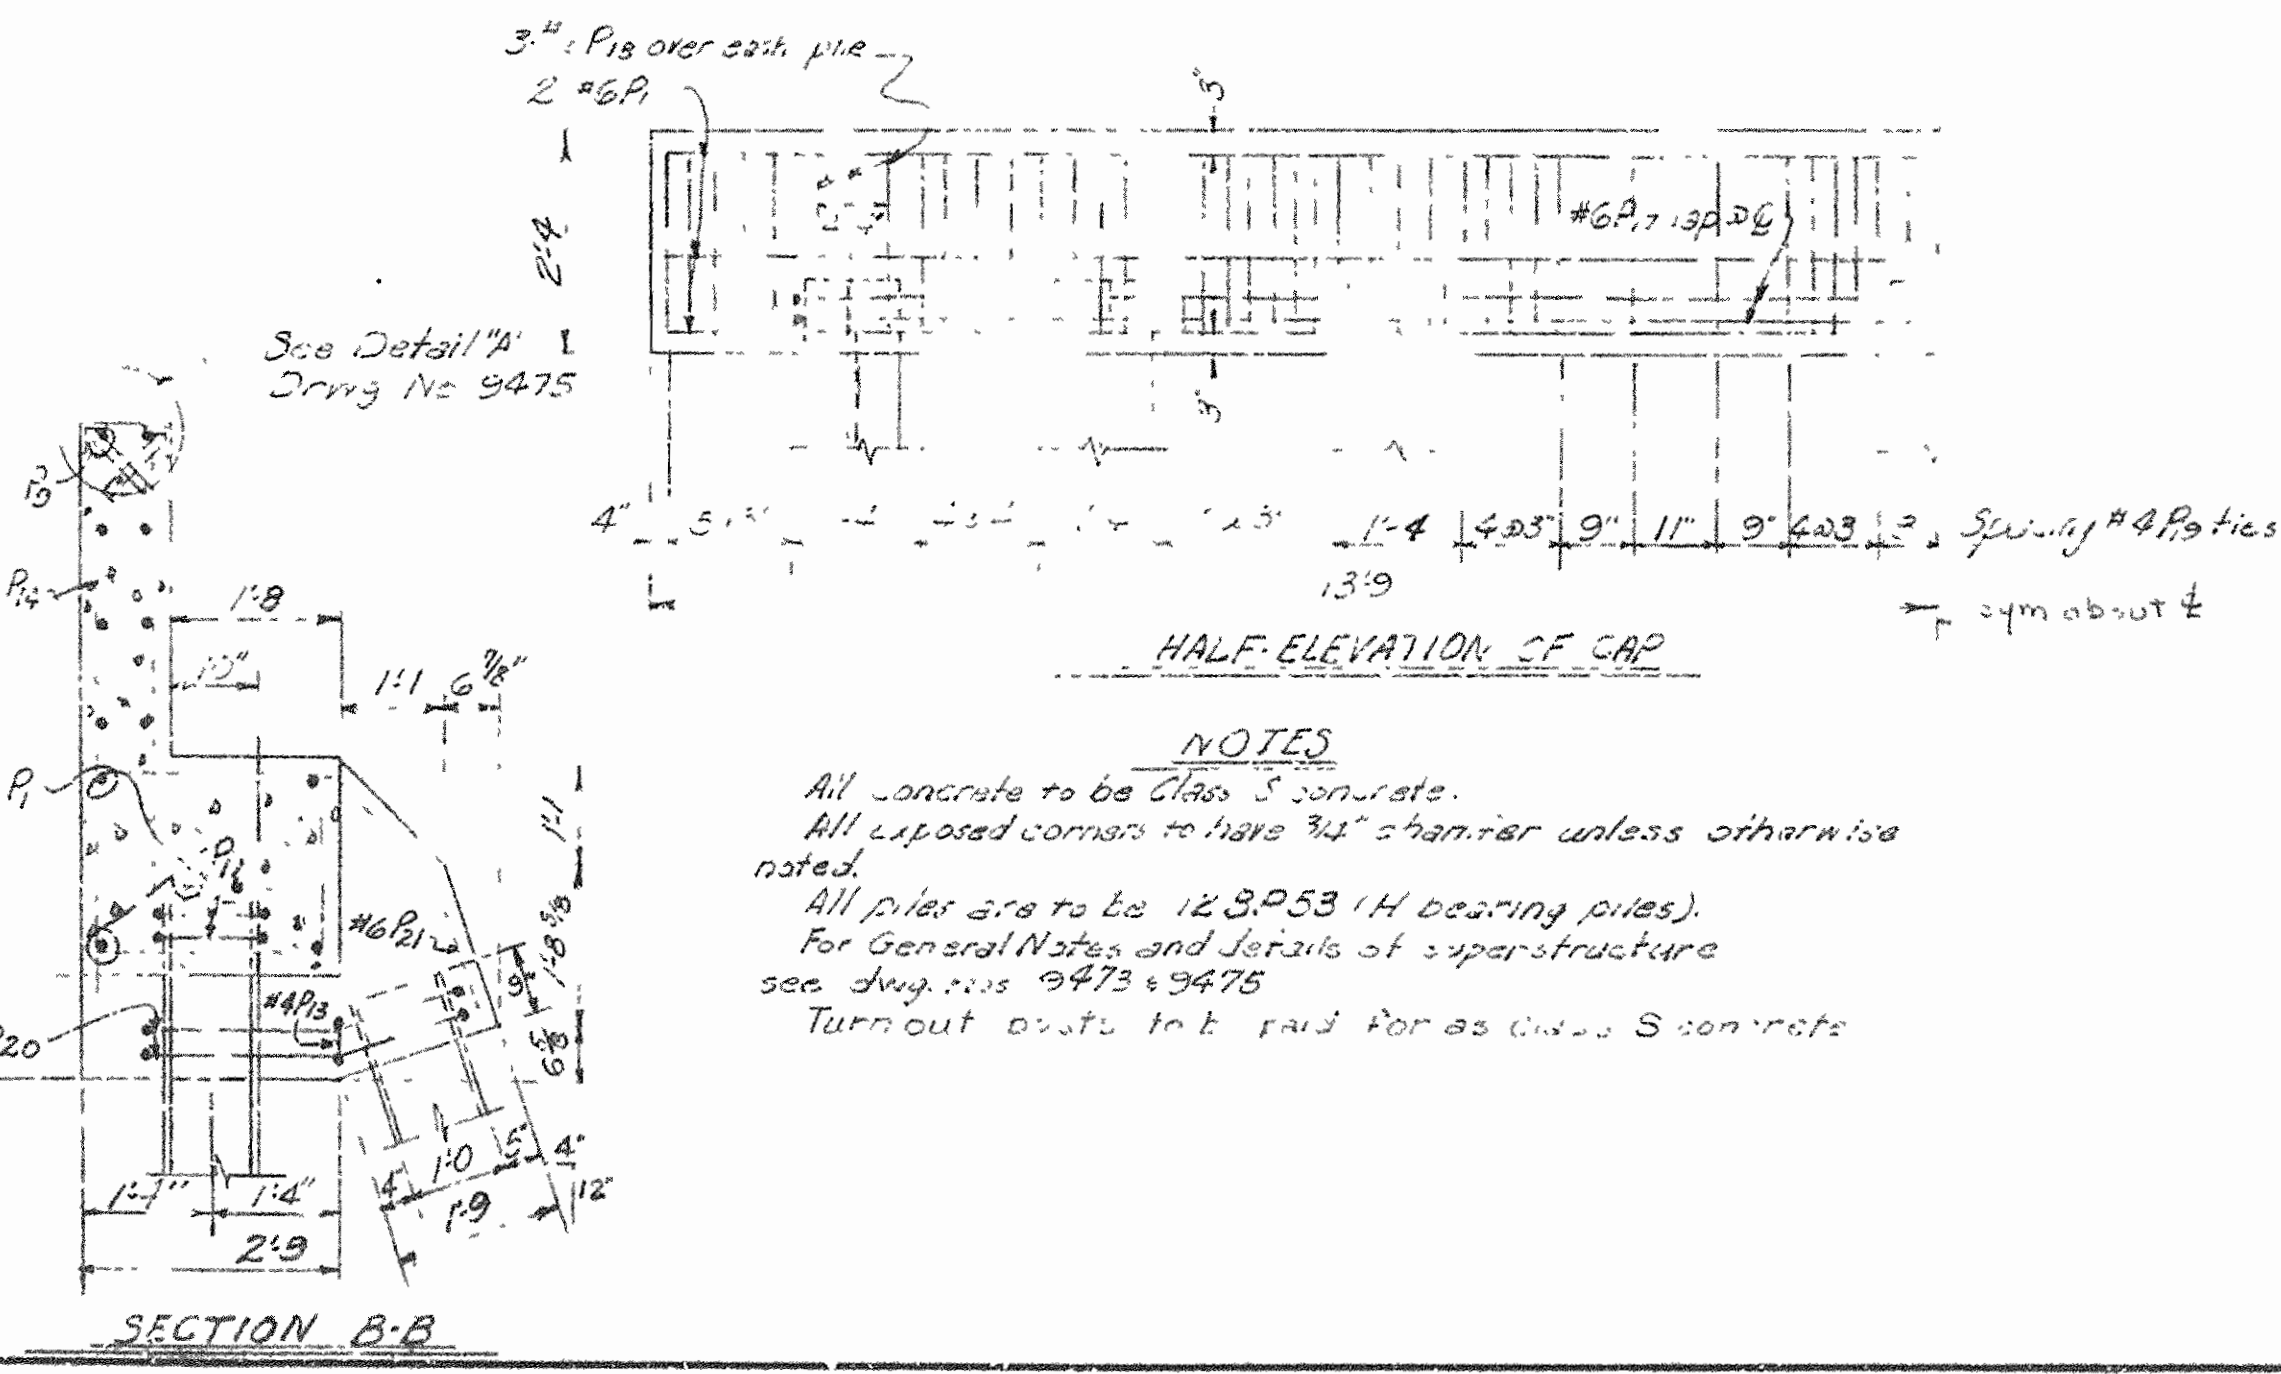 P18 over each pile
2 #6P1
3"
2'-4
#6P17 lap @ ℄
See Detail "A"
Drwg No 9475
3"
P9
4"
1'-4
4@3"
9"
11"
9"
4@3
Spacing #4P19 ties
13'-9
Sym about ℄
HALF-ELEVATION OF CAP
P14
1'-8
1'-1
6 7/8"
P1
1'-1
NOTES
All concrete to be Class S concrete.
All exposed corners to have 3/4" chamfer unless otherwise
noted.
All piles are to be 12 B.P 53 (H bearing piles).
For General Notes and details of superstructure
see dwg. nos 9473 & 9475
Turnout posts to be paid for as Class S concrete
#6P21
9"
1'-8 5/8
#4P13
P20
6 5/8
1'-0
5"
4"
4"
1'-9
12"
1'-4"
2'-9
SECTION B-B